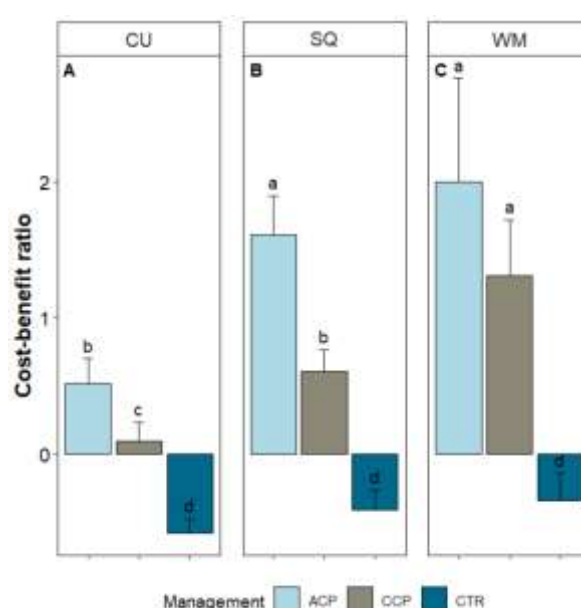 CU SQ WM
A B C
a
a
a
2
Cost-benefit ratio
1
b
b
c
0
d
d
d
Management ACP CCP CTR